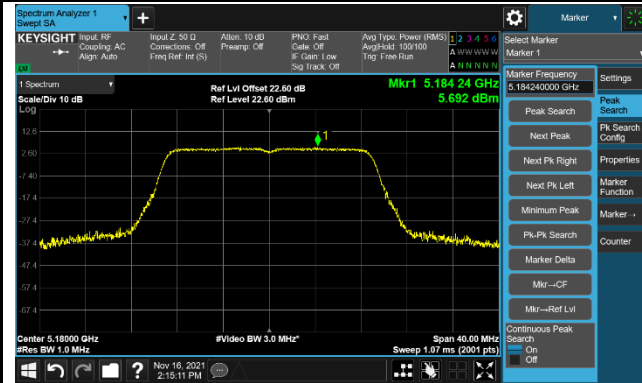 Spectrum Analyzer 1
Swept SA
Marker
KEYSIGHT Input: RF Input Z: 50 Ω Atten: 10 dB PNO: Fast Avg Type: Power (RMS) 1 2 3 4 5 6
Coupling: AC Corrections: Off Preamp: Off Gate: Off Avg|Hold: 100/100 A W W W W W
Align: Auto Freq Ref: Int (S) IF Gain: Low Trig: Free Run
Sig Track: Off A N N N N N
LXI
Select Marker
Marker 1
1 Spectrum
Scale/Div 10 dB
Log
Ref Lvl Offset 22.60 dB
Ref Level 22.60 dBm
Mkr1 5.184 24 GHz
5.692 dBm
1
12.6
2.60
-7.40
-17.4
-27.4
-37.4
-47.4
-57.4
-67.4
Center 5.18000 GHz #Video BW 3.0 MHz* Span 40.00 MHz
#Res BW 1.0 MHz Sweep 1.07 ms (2001 pts)
Marker Frequency
5.184240000 GHz
Peak Search
Next Peak
Next Pk Right
Next Pk Left
Minimum Peak
Pk-Pk Search
Marker Delta
Mkr→CF
Mkr→Ref Lvl
Continuous Peak
Search
On
Off
Settings
Peak
Search
Pk Search
Config
Properties
Marker
Function
Marker→
Counter
? Nov 16, 2021
2:15:11 PM